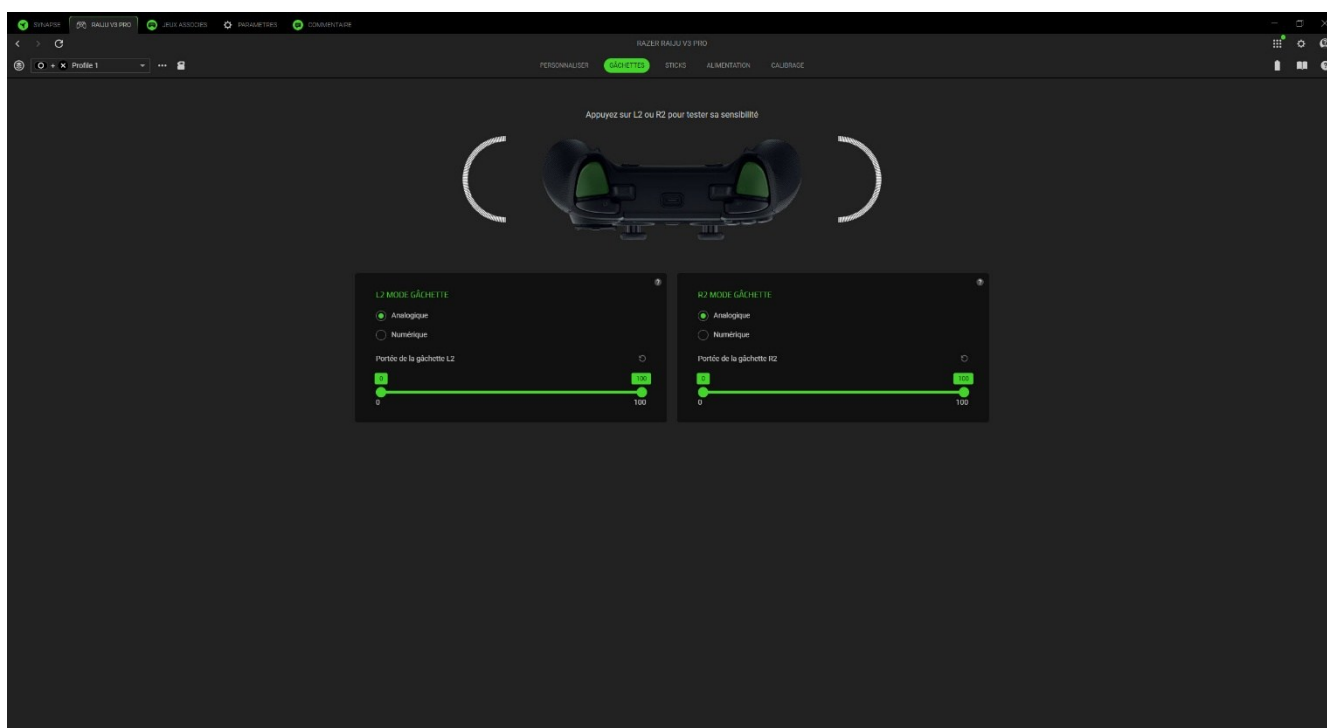 SYNAPSE RAIJU V3 PRO JEUX ASSOCIÉS PARAMÈTRES COMMENTAIRE
RAZER RAIJU V3 PRO
Profile 1 PERSONNALISER GÂCHETTES STICKS ALIMENTATION CALIBRAGE
Appuyez sur L2 ou R2 pour tester sa sensibilité
L2 MODE GÂCHETTE
Analogique
Numérique
Portée de la gâchette L2
0 100
0 100
R2 MODE GÂCHETTE
Analogique
Numérique
Portée de la gâchette R2
0 100
0 100